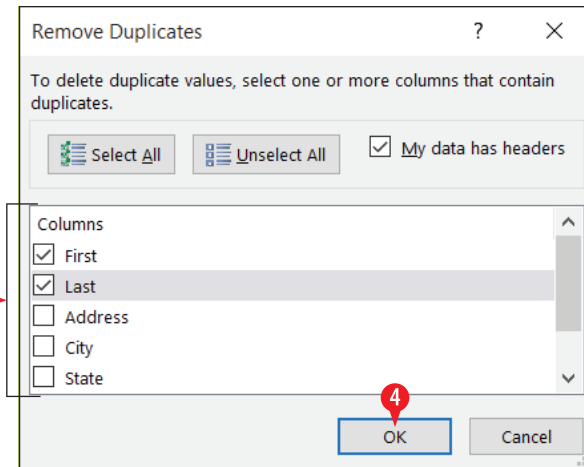 Remove Duplicates ?
To delete duplicate values, select one or more columns that contain
duplicates.
Select All Unselect All My data has headers
Columns
First
Last
Address
City
State
4
OK Cancel